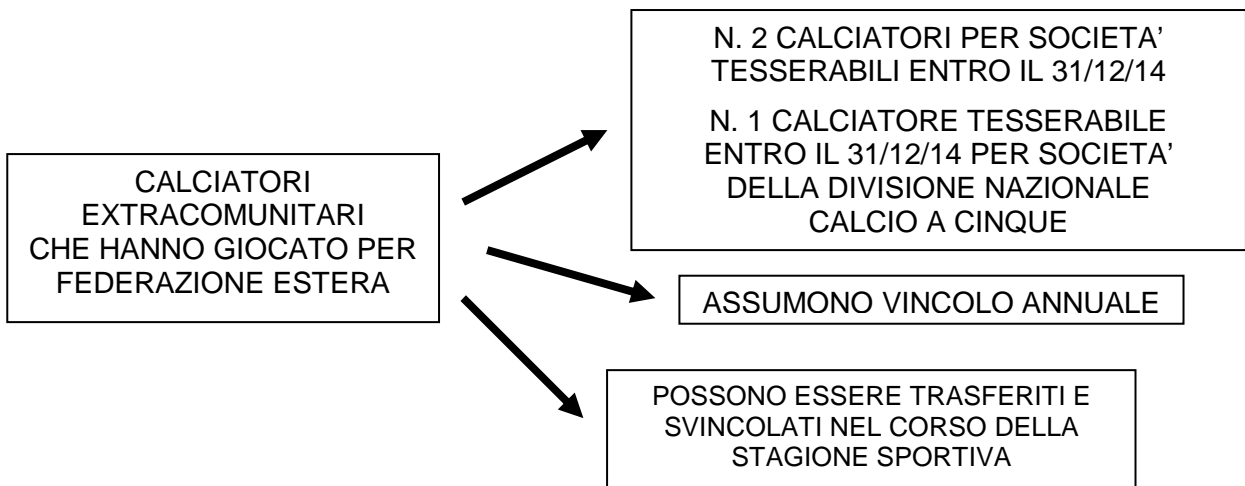 CALCIATORI
EXTRACOMUNITARI
CHE HANNO GIOCATO PER
FEDERAZIONE ESTERA
N. 2 CALCIATORI PER SOCIETA'
TESSERABILI ENTRO IL 31/12/14
N. 1 CALCIATORE TESSERABILE
ENTRO IL 31/12/14 PER SOCIETA'
DELLA DIVISIONE NAZIONALE
CALCIO A CINQUE
ASSUMONO VINCOLO ANNUALE
POSSONO ESSERE TRASFERITI E
SVINCOLATI NEL CORSO DELLA
STAGIONE SPORTIVA